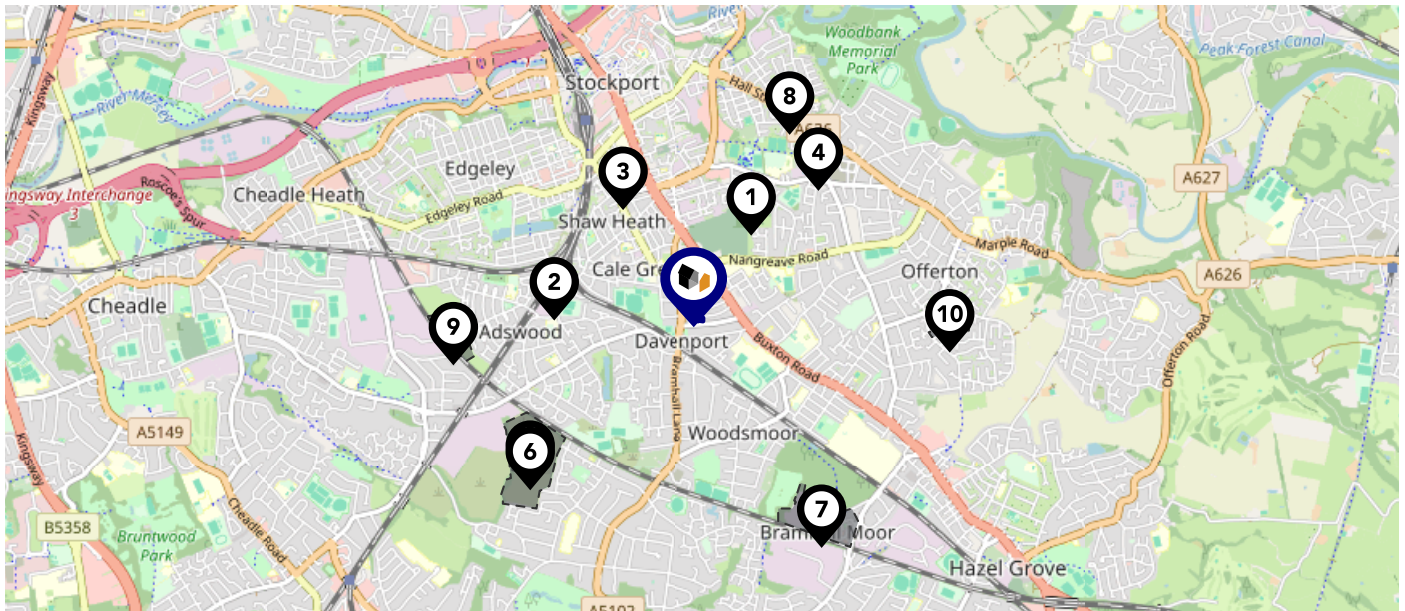 River
Woodbank
Memorial
Park
Peak Forest Canal
Kingsway
Stockport
Hall
8
River Mersey
A626
4
Edgeley
3
1
A627
Kingsway Interchange
3
Roscoe's Spur
Cheadle Heath
Edgeley Road
Shaw Heath
Marple Road
Nangreave Road
Cale
2
Offerton
A626
Cheadle
10
9
Adswood
Davenport
Buxton Road
Offerton Road
Bramhall Lane
A5149
Woodsmoor
Kingsway
6
7
B5358
Cheadle Road
Moor
Bruntwood
Park
Hazel Grove
A5102